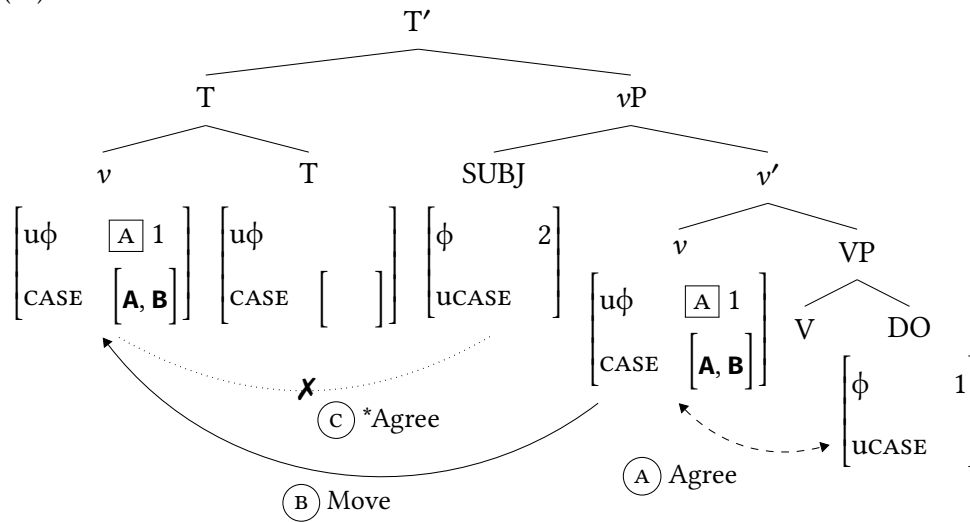 T′
T vP
v T SUBJ v′
v VP
V DO
uϕ A 1
CASE [A, B]
uϕ
CASE [ ]
ϕ 2
uCASE
uϕ A 1
CASE [A, B]
ϕ 1
uCASE
✗
C *Agree
A Agree
B Move